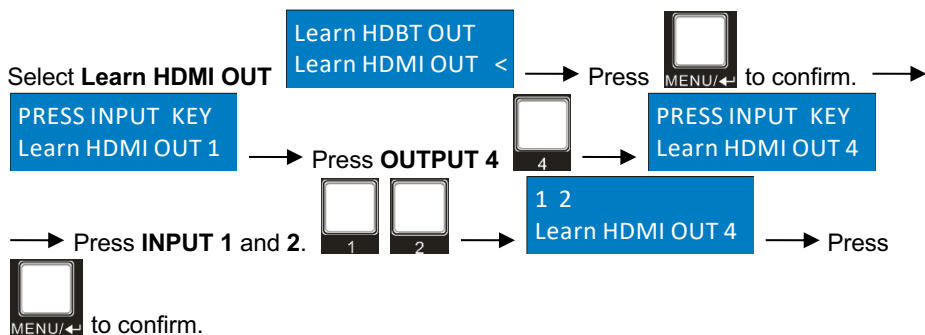 Learn HDBT OUT
Learn HDMI OUT <
Select Learn HDMI OUT
Press MENU/↵ to confirm.
PRESS INPUT KEY
Learn HDMI OUT 1
Press OUTPUT 4
4
PRESS INPUT KEY
Learn HDMI OUT 4
Press INPUT 1 and 2.
1 2
1 2
Learn HDMI OUT 4
Press
MENU/↵ to confirm.